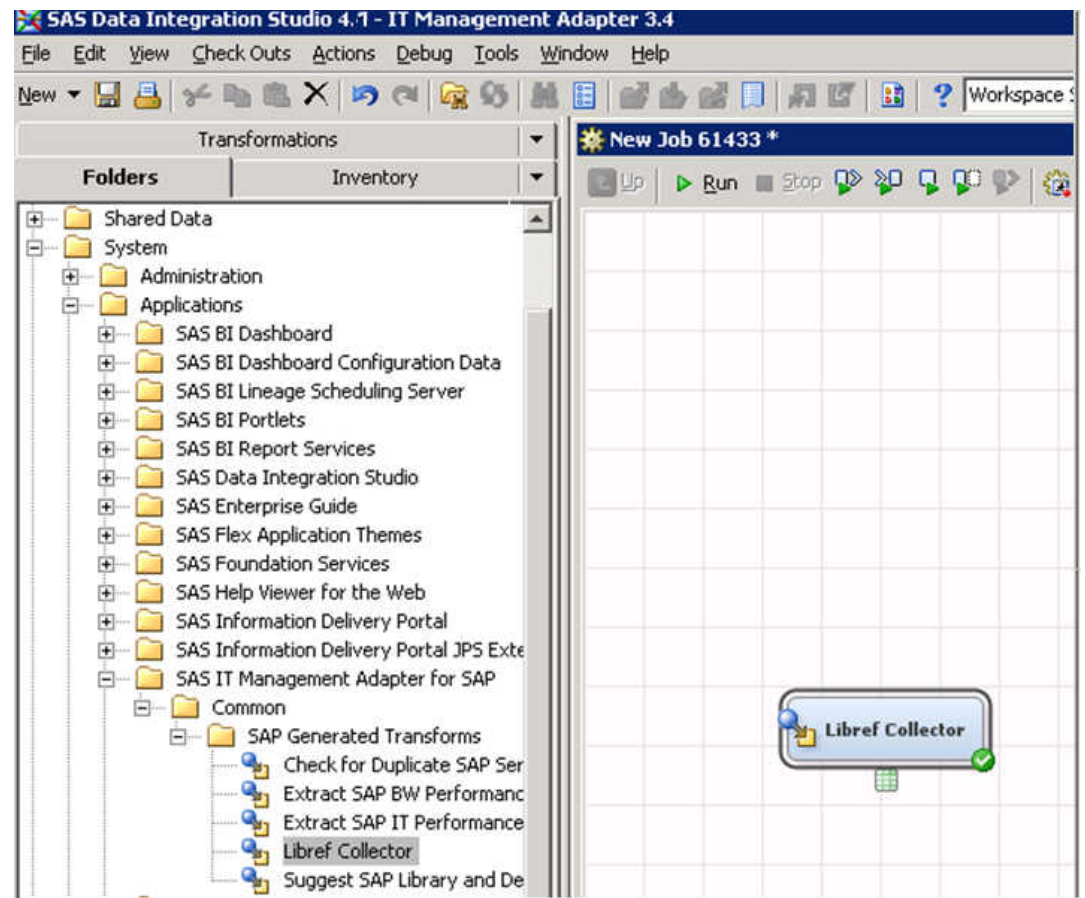 SAS Data Integration Studio 4.1 - IT Management Adapter 3.4
File Edit View Check Outs Actions Debug Tools Window Help
New ? Workspace
Transformations
Folders Inventory
Shared Data
System
Administration
Applications
SAS BI Dashboard
SAS BI Dashboard Configuration Data
SAS BI Lineage Scheduling Server
SAS BI Portlets
SAS BI Report Services
SAS Data Integration Studio
SAS Enterprise Guide
SAS Flex Application Themes
SAS Foundation Services
SAS Help Viewer for the Web
SAS Information Delivery Portal
SAS Information Delivery Portal JPS Exte
SAS IT Management Adapter for SAP
Common
SAP Generated Transforms
Check for Duplicate SAP Ser
Extract SAP BW Performanc
Extract SAP IT Performance
Libref Collector
Suggest SAP Library and De
New Job 61433 *
Up Run Stop
Libref Collector